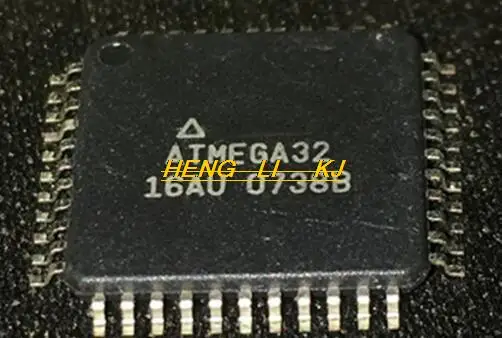 ATMEGA32
HENG LI KJ
16AU 0738B